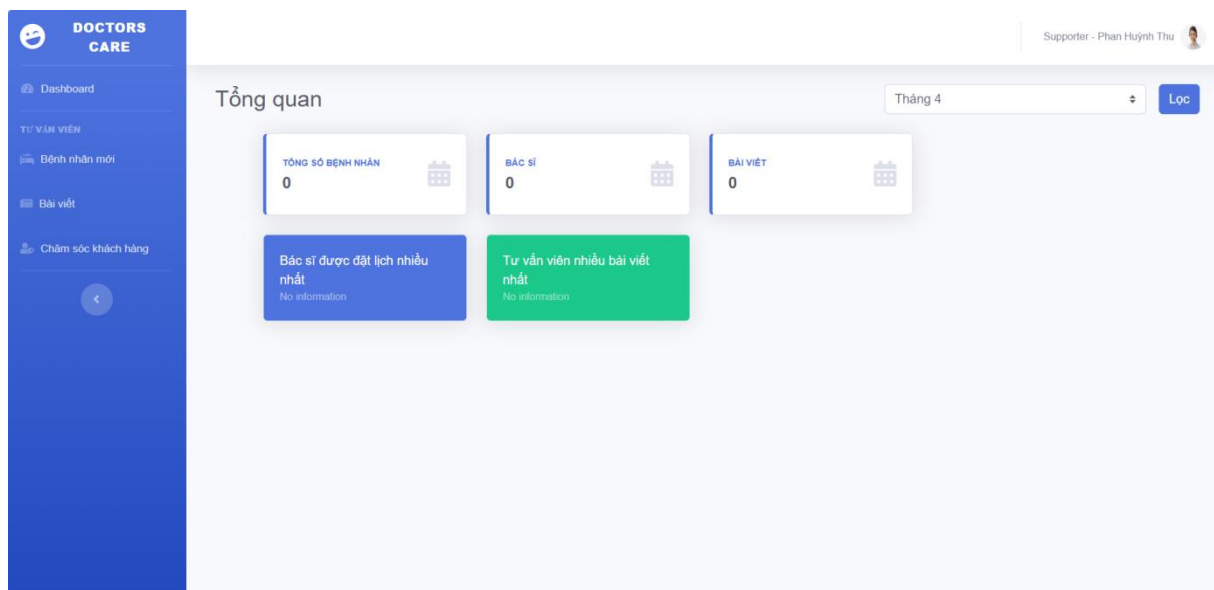 DOCTORS
CARE
Supporter - Phan Huỳnh Thu
Dashboard
TƯ VẤN VIÊN
Bệnh nhân mới
Bài viết
Chăm sóc khách hàng
Tổng quan
Tháng 4
Lọc
TỔNG SỐ BỆNH NHÂN
0
BÁC SĨ
0
BÀI VIẾT
0
Bác sĩ được đặt lịch nhiều
nhất
No information
Tư vấn viên nhiều bài viết
nhất
No information